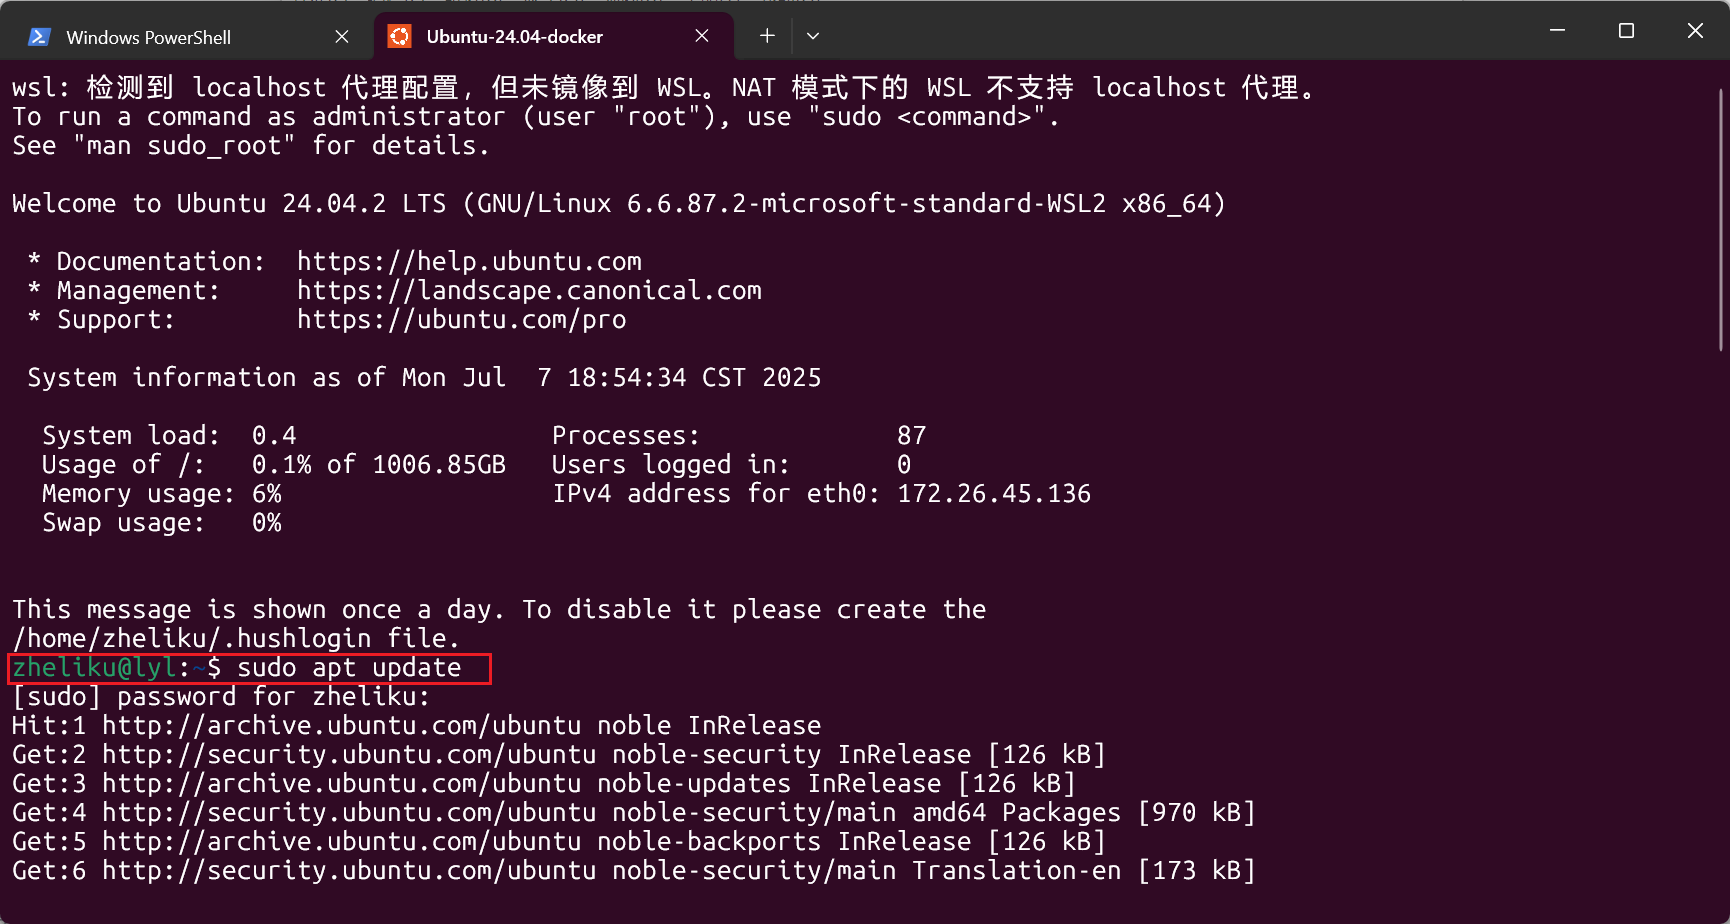 Windows PowerShell
Ubuntu-24.04-docker
wsl: 检测到 localhost 代理配置，但未镜像到 WSL。NAT 模式下的 WSL 不支持 localhost 代理。
To run a command as administrator (user "root"), use "sudo <command>".
See "man sudo_root" for details.
Welcome to Ubuntu 24.04.2 LTS (GNU/Linux 6.6.87.2-microsoft-standard-WSL2 x86_64)
* Documentation:  https://help.ubuntu.com
* Management:     https://landscape.canonical.com
* Support:        https://ubuntu.com/pro
System information as of Mon Jul  7 18:54:34 CST 2025
System load:  0.4                 Processes:             87
Usage of /:   0.1% of 1006.85GB   Users logged in:       0
Memory usage: 6%                  IPv4 address for eth0: 172.26.45.136
Swap usage:   0%
This message is shown once a day. To disable it please create the
/home/zheliku/.hushlogin file.
zheliku@lyl:~$ sudo apt update
[sudo] password for zheliku:
Hit:1 http://archive.ubuntu.com/ubuntu noble InRelease
Get:2 http://security.ubuntu.com/ubuntu noble-security InRelease [126 kB]
Get:3 http://archive.ubuntu.com/ubuntu noble-updates InRelease [126 kB]
Get:4 http://security.ubuntu.com/ubuntu noble-security/main amd64 Packages [970 kB]
Get:5 http://archive.ubuntu.com/ubuntu noble-backports InRelease [126 kB]
Get:6 http://security.ubuntu.com/ubuntu noble-security/main Translation-en [173 kB]